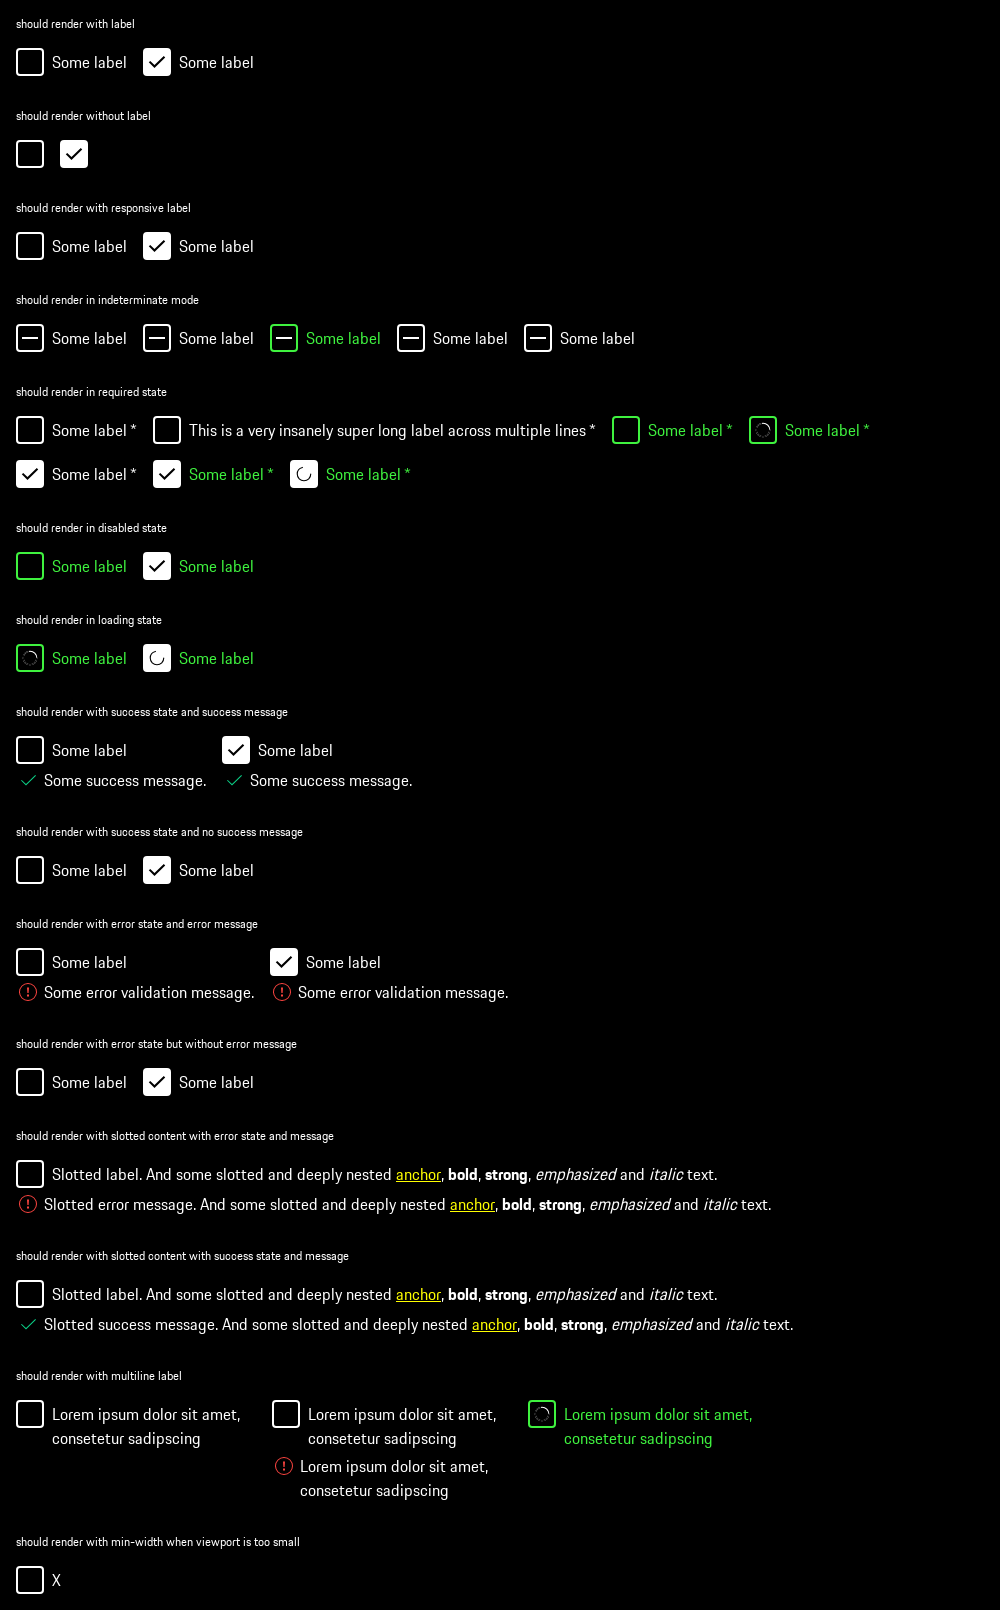 should render with label
Some label Some label
should render without label
should render with responsive label
Some label Some label
should render in indeterminate mode
Some label Some label Some label Some label Some label
should render in required state
Some label * This is a very insanely super long label across multiple lines * Some label * Some label *
Some label * Some label * Some label *
should render in disabled state
Some label Some label
should render in loading state
Some label Some label
should render with success state and success message
Some label Some label
Some success message. Some success message.
should render with success state and no success message
Some label Some label
should render with error state and error message
Some label Some label
Some error validation message. Some error validation message.
should render with error state but without error message
Some label Some label
should render with slotted content with error state and message
Slotted label. And some slotted and deeply nested anchor, bold, strong, emphasized and italic text.
Slotted error message. And some slotted and deeply nested anchor, bold, strong, emphasized and italic text.
should render with slotted content with success state and message
Slotted label. And some slotted and deeply nested anchor, bold, strong, emphasized and italic text.
Slotted success message. And some slotted and deeply nested anchor, bold, strong, emphasized and italic text.
should render with multiline label
Lorem ipsum dolor sit amet,
consetetur sadipscing
Lorem ipsum dolor sit amet,
consetetur sadipscing
Lorem ipsum dolor sit amet,
consetetur sadipscing
Lorem ipsum dolor sit amet,
consetetur sadipscing
should render with min-width when viewport is too small
X